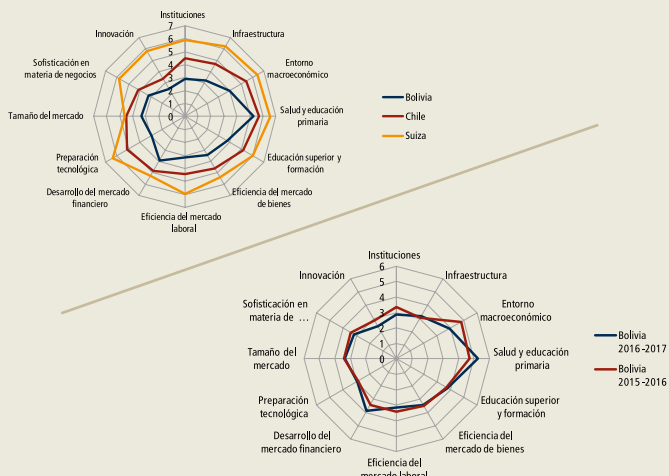 Instituciones
7
6
5
4
3
2
1
0
Infraestructura
Entorno
macroeconómico
Salud y educación
primaria
Educación superior y
formación
Eficiencia del mercado
de bienes
Eficiencia del mercado
laboral
Desarrollo del mercado
financiero
Preparación
tecnológica
Tamaño del mercado
Sofisticación en
materia de negocios
Innovación
Bolivia
Chile
Suiza
Instituciones
6
5
4
3
2
1
0
Infraestructura
Entorno
macroeconómico
Salud y educación
primaria
Educación superior
y formación
Eficiencia del
mercado de bienes
Eficiencia del
mercado laboral
Desarrollo del
mercado financiero
Preparación
tecnológica
Tamaño del
mercado
Sofisticación en
materia de ...
Innovación
Bolivia
2016-2017
Bolivia
2015-2016